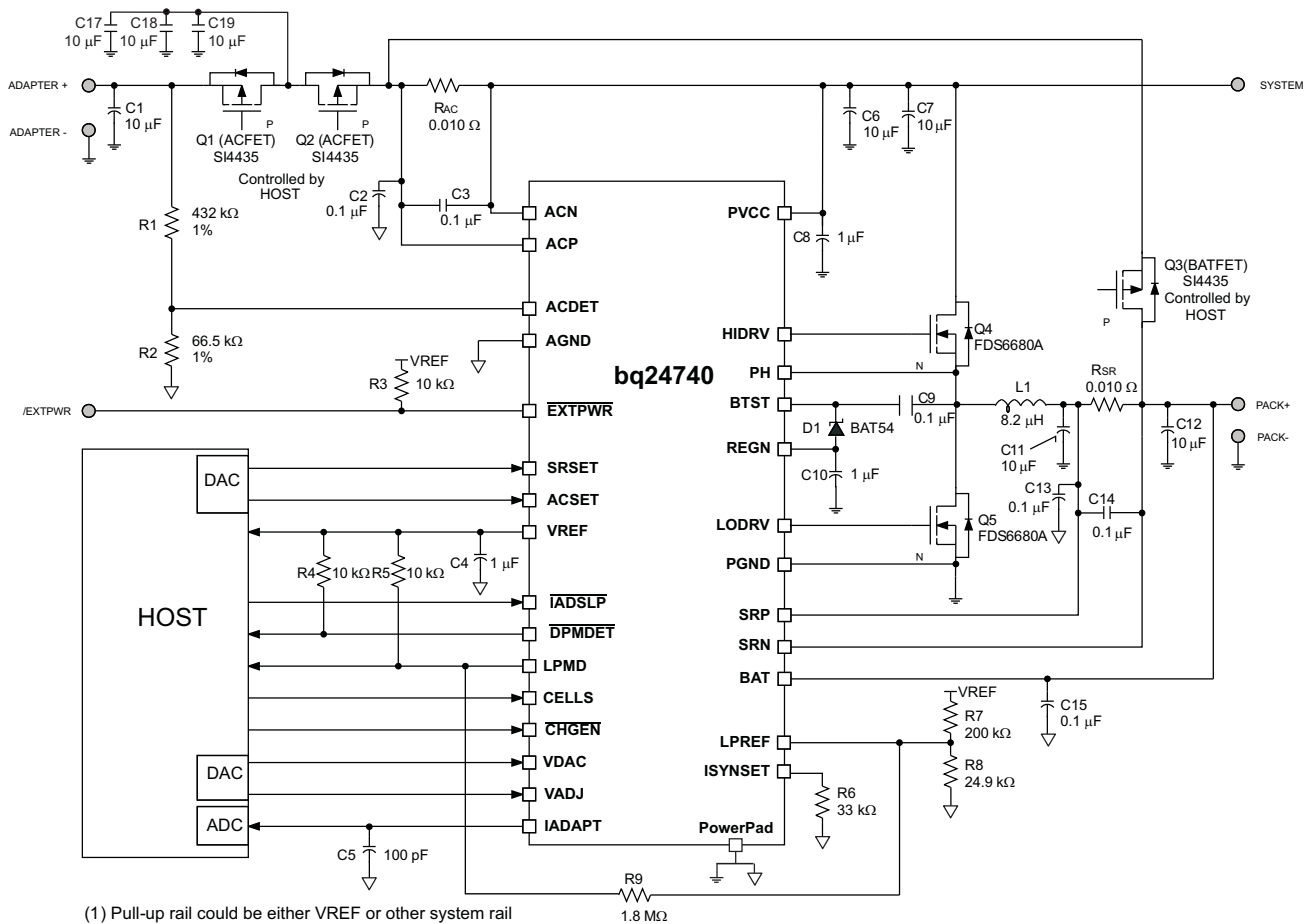 C17
10 µF
C18
10 µF
C19
10 µF
ADAPTER +
ADAPTER -
C1
10 µF
P
Q1 (ACFET)
SI4435
P
Q2 (ACFET)
SI4435
Controlled by
HOST
RAC
0.010 Ω
C6
10 µF
C7
10 µF
SYSTEM
C2
0.1 µF
C3
0.1 µF
R1
432 kΩ
1%
R2
66.5 kΩ
1%
ACN
ACP
ACDET
AGND
VREF
R3
10 kΩ
/EXTPWR
EXTPWR
bq24740
PVCC
C8
1 µF
HIDRV
PH
BTST
REGN
LODRV
PGND
SRP
SRN
BAT
LPREF
ISYNSET
Q3(BATFET)
SI4435
Controlled by
HOST
P
Q4
FDS6680A
N
C9
0.1 µF
D1
BAT54
C10
1 µF
L1
8.2 µH
RSR
0.010 Ω
PACK+
PACK-
C11
10 µF
C12
10 µF
C13
0.1 µF
C14
0.1 µF
Q5
FDS6680A
N
C15
0.1 µF
VREF
R7
200 kΩ
R8
24.9 kΩ
R6
33 kΩ
HOST
DAC
DAC
ADC
SRSET
ACSET
VREF
R4
10 kΩ
R5
10 kΩ
C4
1 µF
IADSLP
DPMDET
LPMD
CELLS
CHGEN
VDAC
VADJ
IADAPT
C5
100 pF
PowerPad
R9
1.8 MΩ
(1) Pull-up rail could be either VREF or other system rail